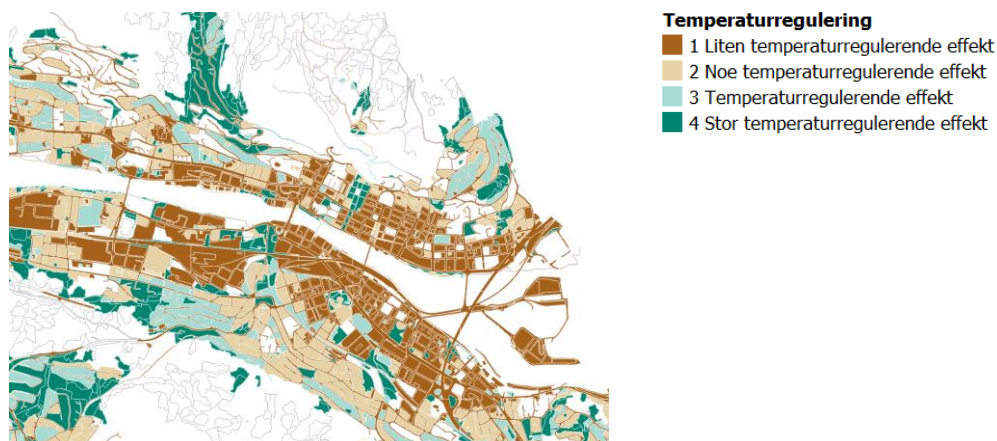 Temperaturregulering
1 Liten temperaturregulerende effekt
2 Noe temperaturregulerende effekt
3 Temperaturregulerende effekt
4 Stor temperaturregulerende effekt